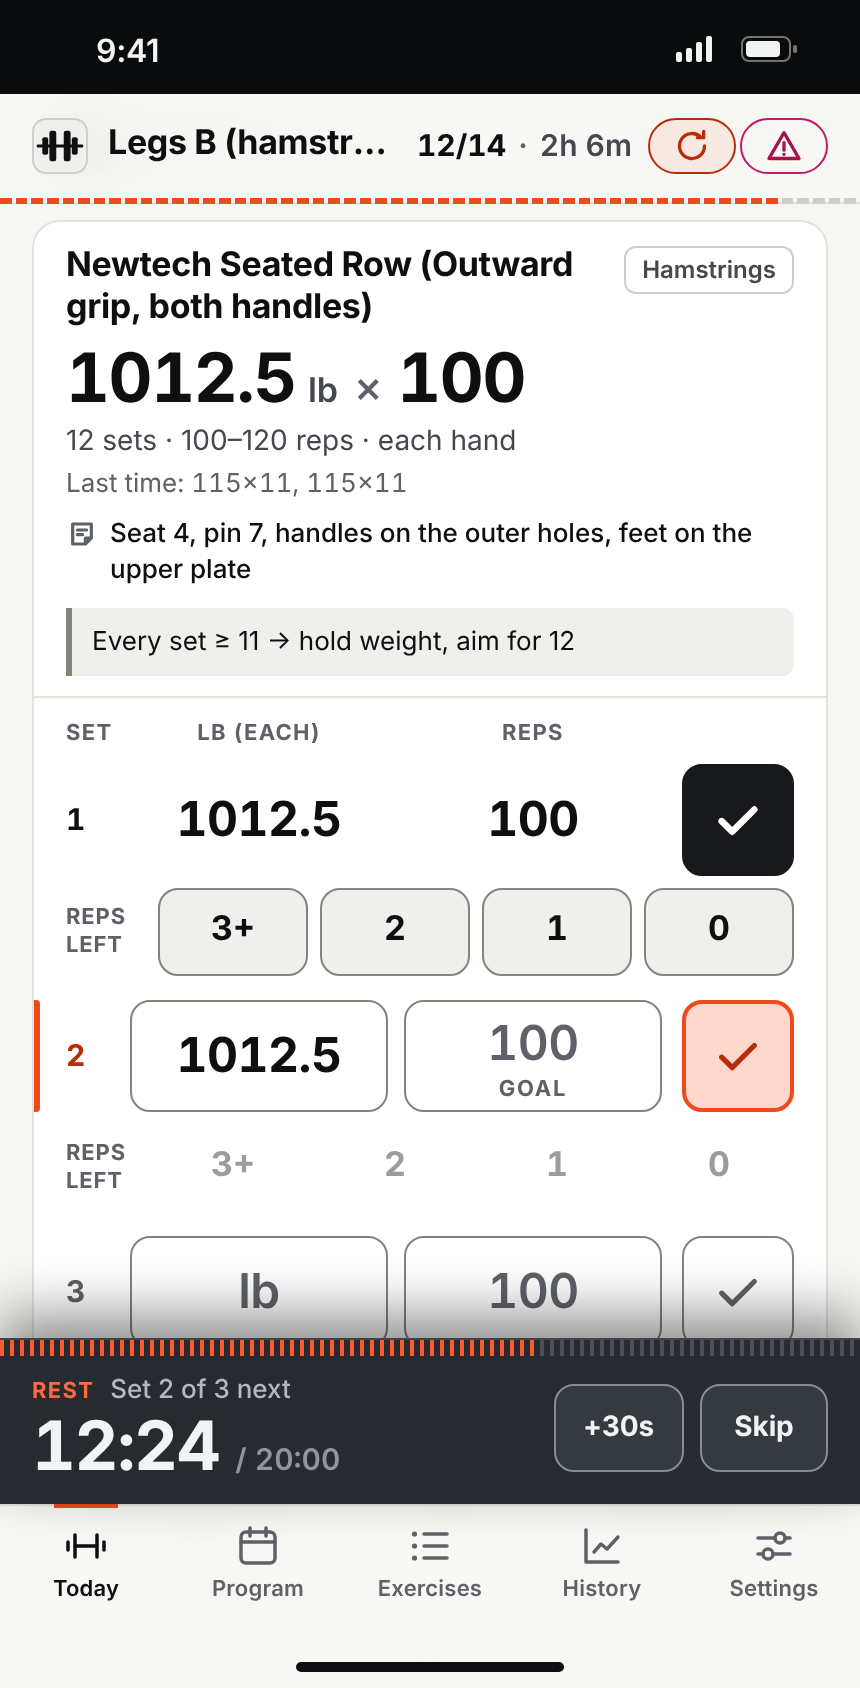 9:41
Legs B (hamstr... 12/14 · 2h 6m
Newtech Seated Row (Outward
grip, both handles)
Hamstrings
1012.5 lb × 100
12 sets · 100–120 reps · each hand
Last time: 115×11, 115×11
Seat 4, pin 7, handles on the outer holes, feet on the
upper plate
Every set ≥ 11 → hold weight, aim for 12
SET LB (EACH) REPS
1 1012.5 100
REPS
LEFT
3+ 2 1 0
2 1012.5 100
GOAL
REPS
LEFT
3+ 2 1 0
3 lb 100
REST Set 2 of 3 next
12:24 / 20:00
+30s Skip
Today Program Exercises History Settings